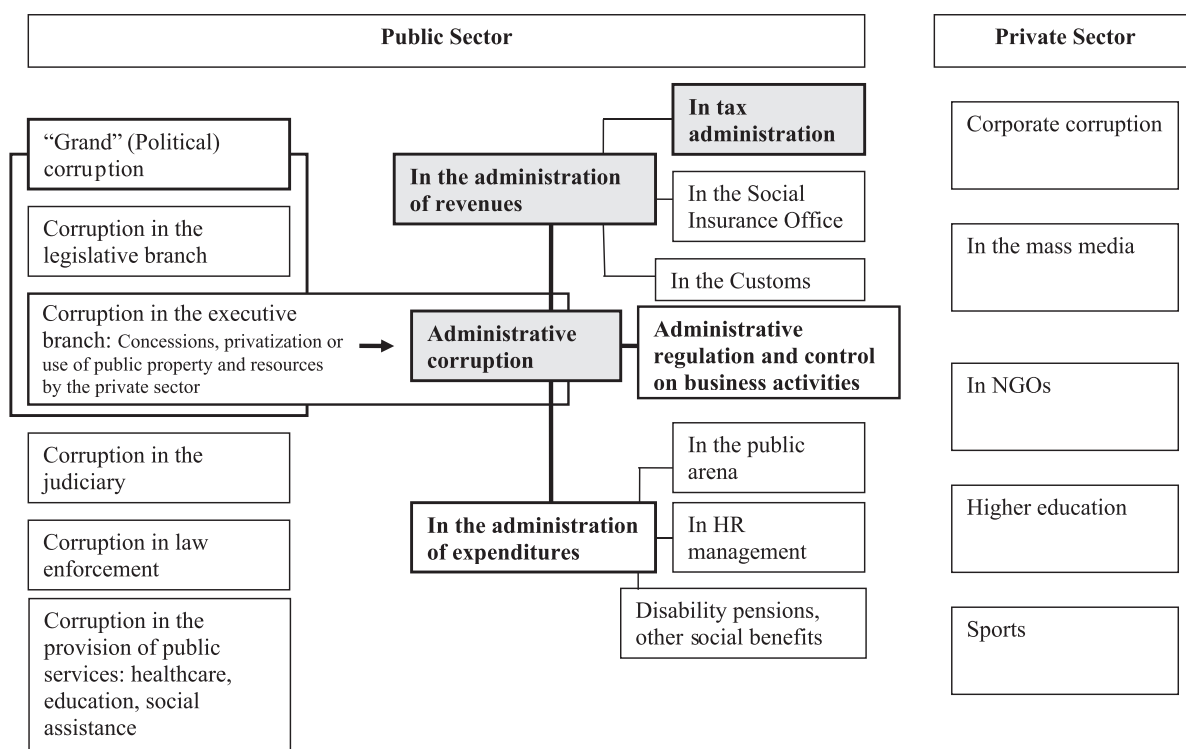 Public Sector
Private Sector
“Grand” (Political)
corruption
Corruption in the
legislative branch
Corruption in the executive
branch: Concessions, privatization or
use of public property and resources
by the private sector
Corruption in the
judiciary
Corruption in law
enforcement
Corruption in the
provision of public
services: healthcare,
education, social
assistance
In the administration
of revenues
Administrative
corruption
In the administration
of expenditures
In tax
administration
In the Social
Insurance Office
In the Customs
Administrative
regulation and control
on business activities
In the public
arena
In HR
management
Disability pensions,
other social benefits
Corporate corruption
In the mass media
In NGOs
Higher education
Sports